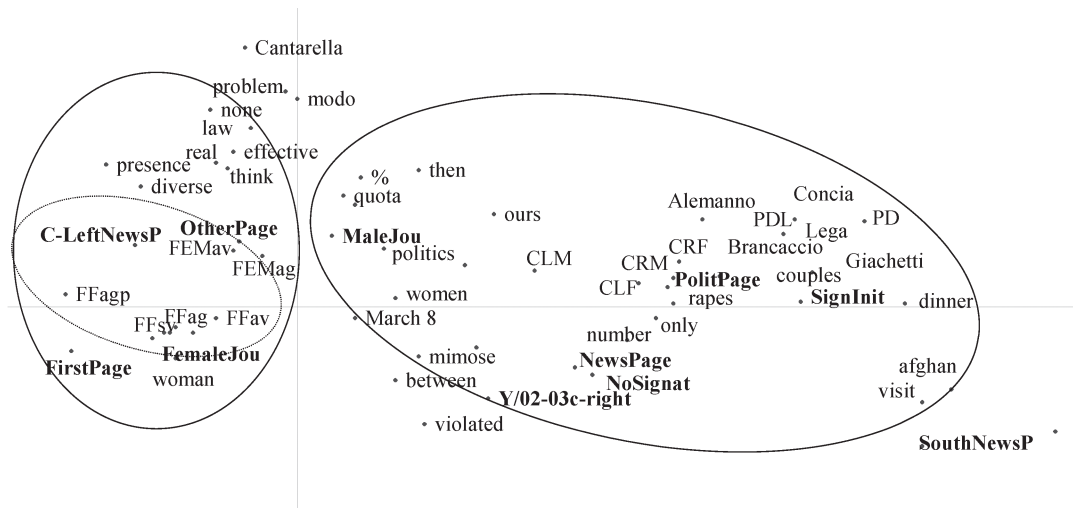 Cantarella
problem
modo
none
law
real
effective
presence
think
diverse
%
then
quota
Concia
Alemanno
ours
PDL
PD
Lega
C-LeftNewsP
OtherPage
MaleJou
FEMav
politics
CRF
Brancaccio
FEMag
CLM
CRM
Giachetti
PolitPage
couples
CLF
FFagp
women
rapes
SignInit
dinner
FFag
FFav
March 8
FFsv
only
number
FemaleJou
mimose
NewsPage
FirstPage
afghan
woman
between
NoSignat
visit
Y/02-03c-right
violated
SouthNewsP